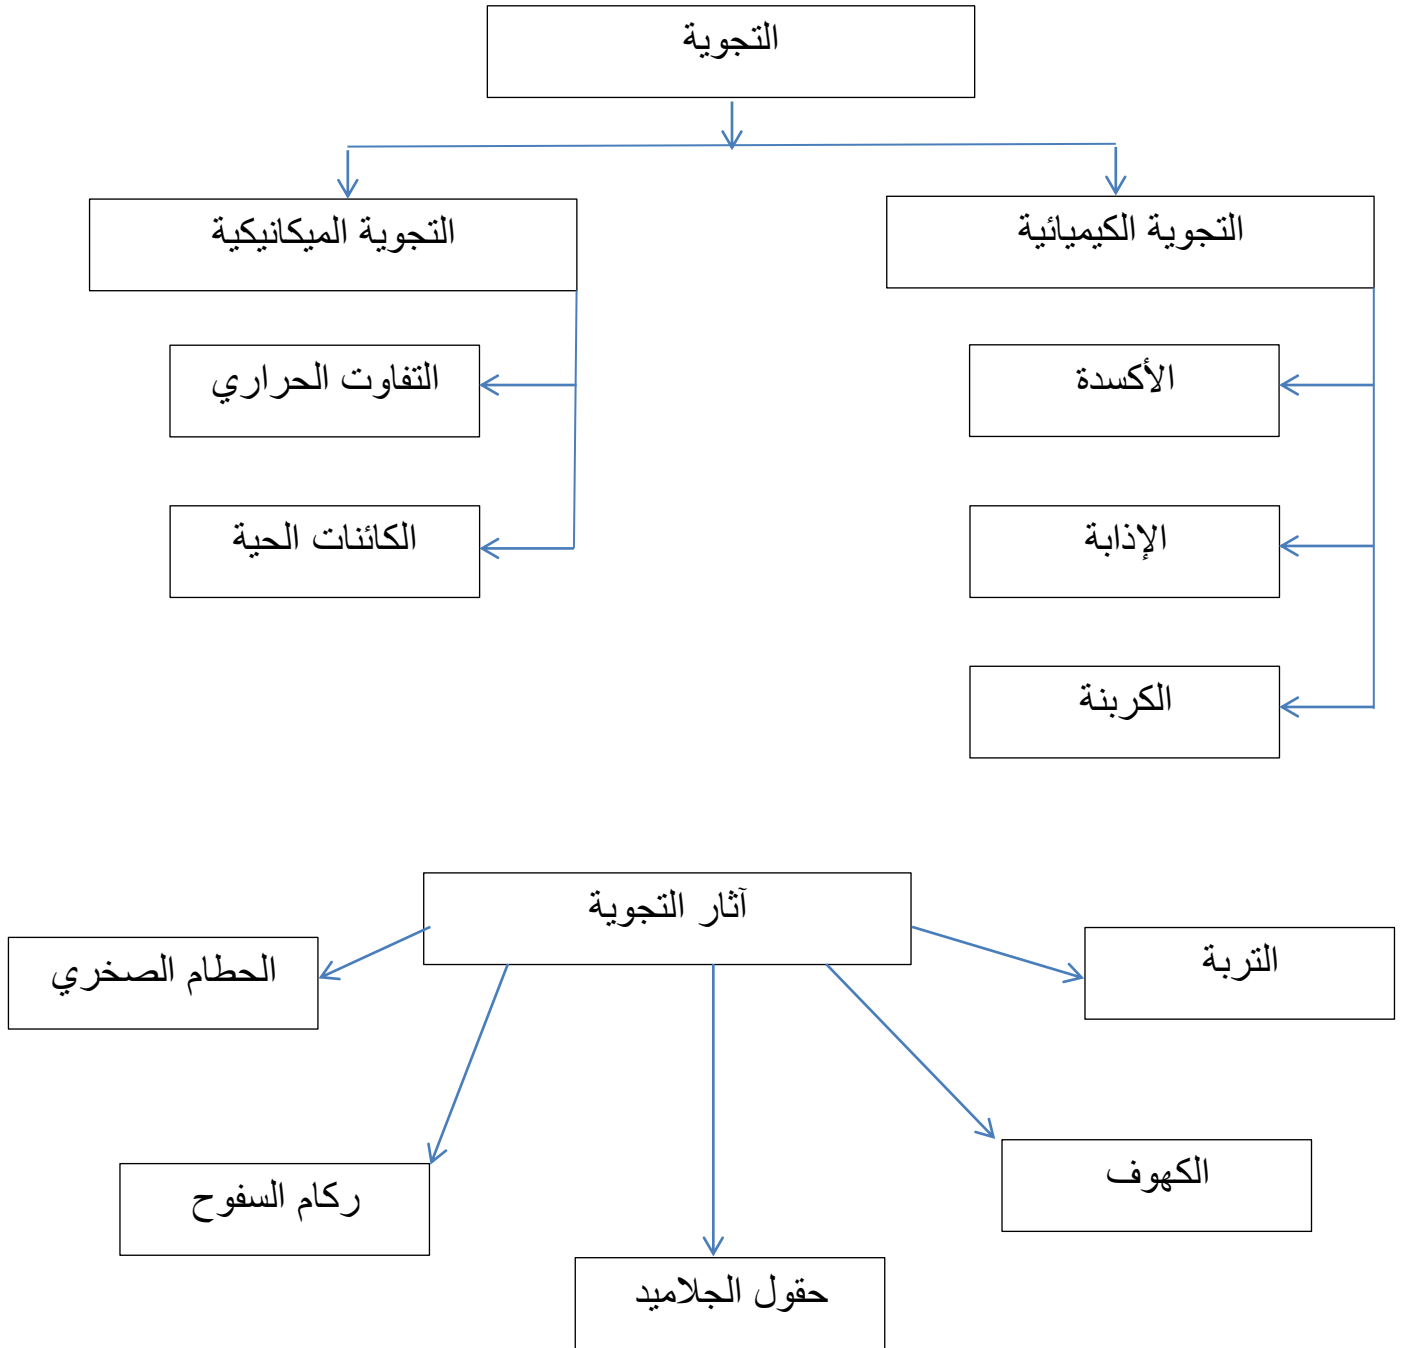 التجوية
التجوية الكيميائية
التجوية الميكانيكية
الأكسدة
التفاوت الحراري
الإذابة
الكائنات الحية
الكربنة
آثار التجوية
التربة
الحطام الصخري
الكهوف
ركام السفوح
حقول الجلاميد